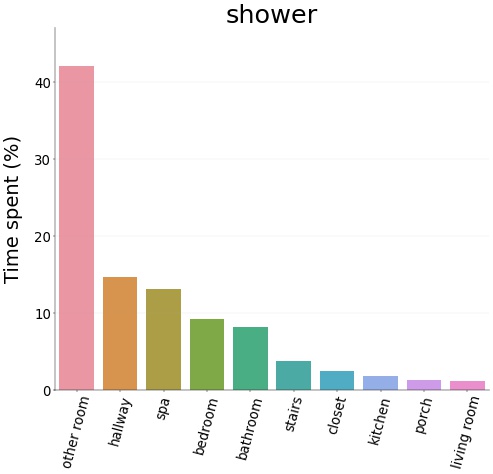 shower
Time spent (%)
40
30
20
10
0
other room
hallway
spa
bedroom
bathroom
stairs
closet
kitchen
porch
living room